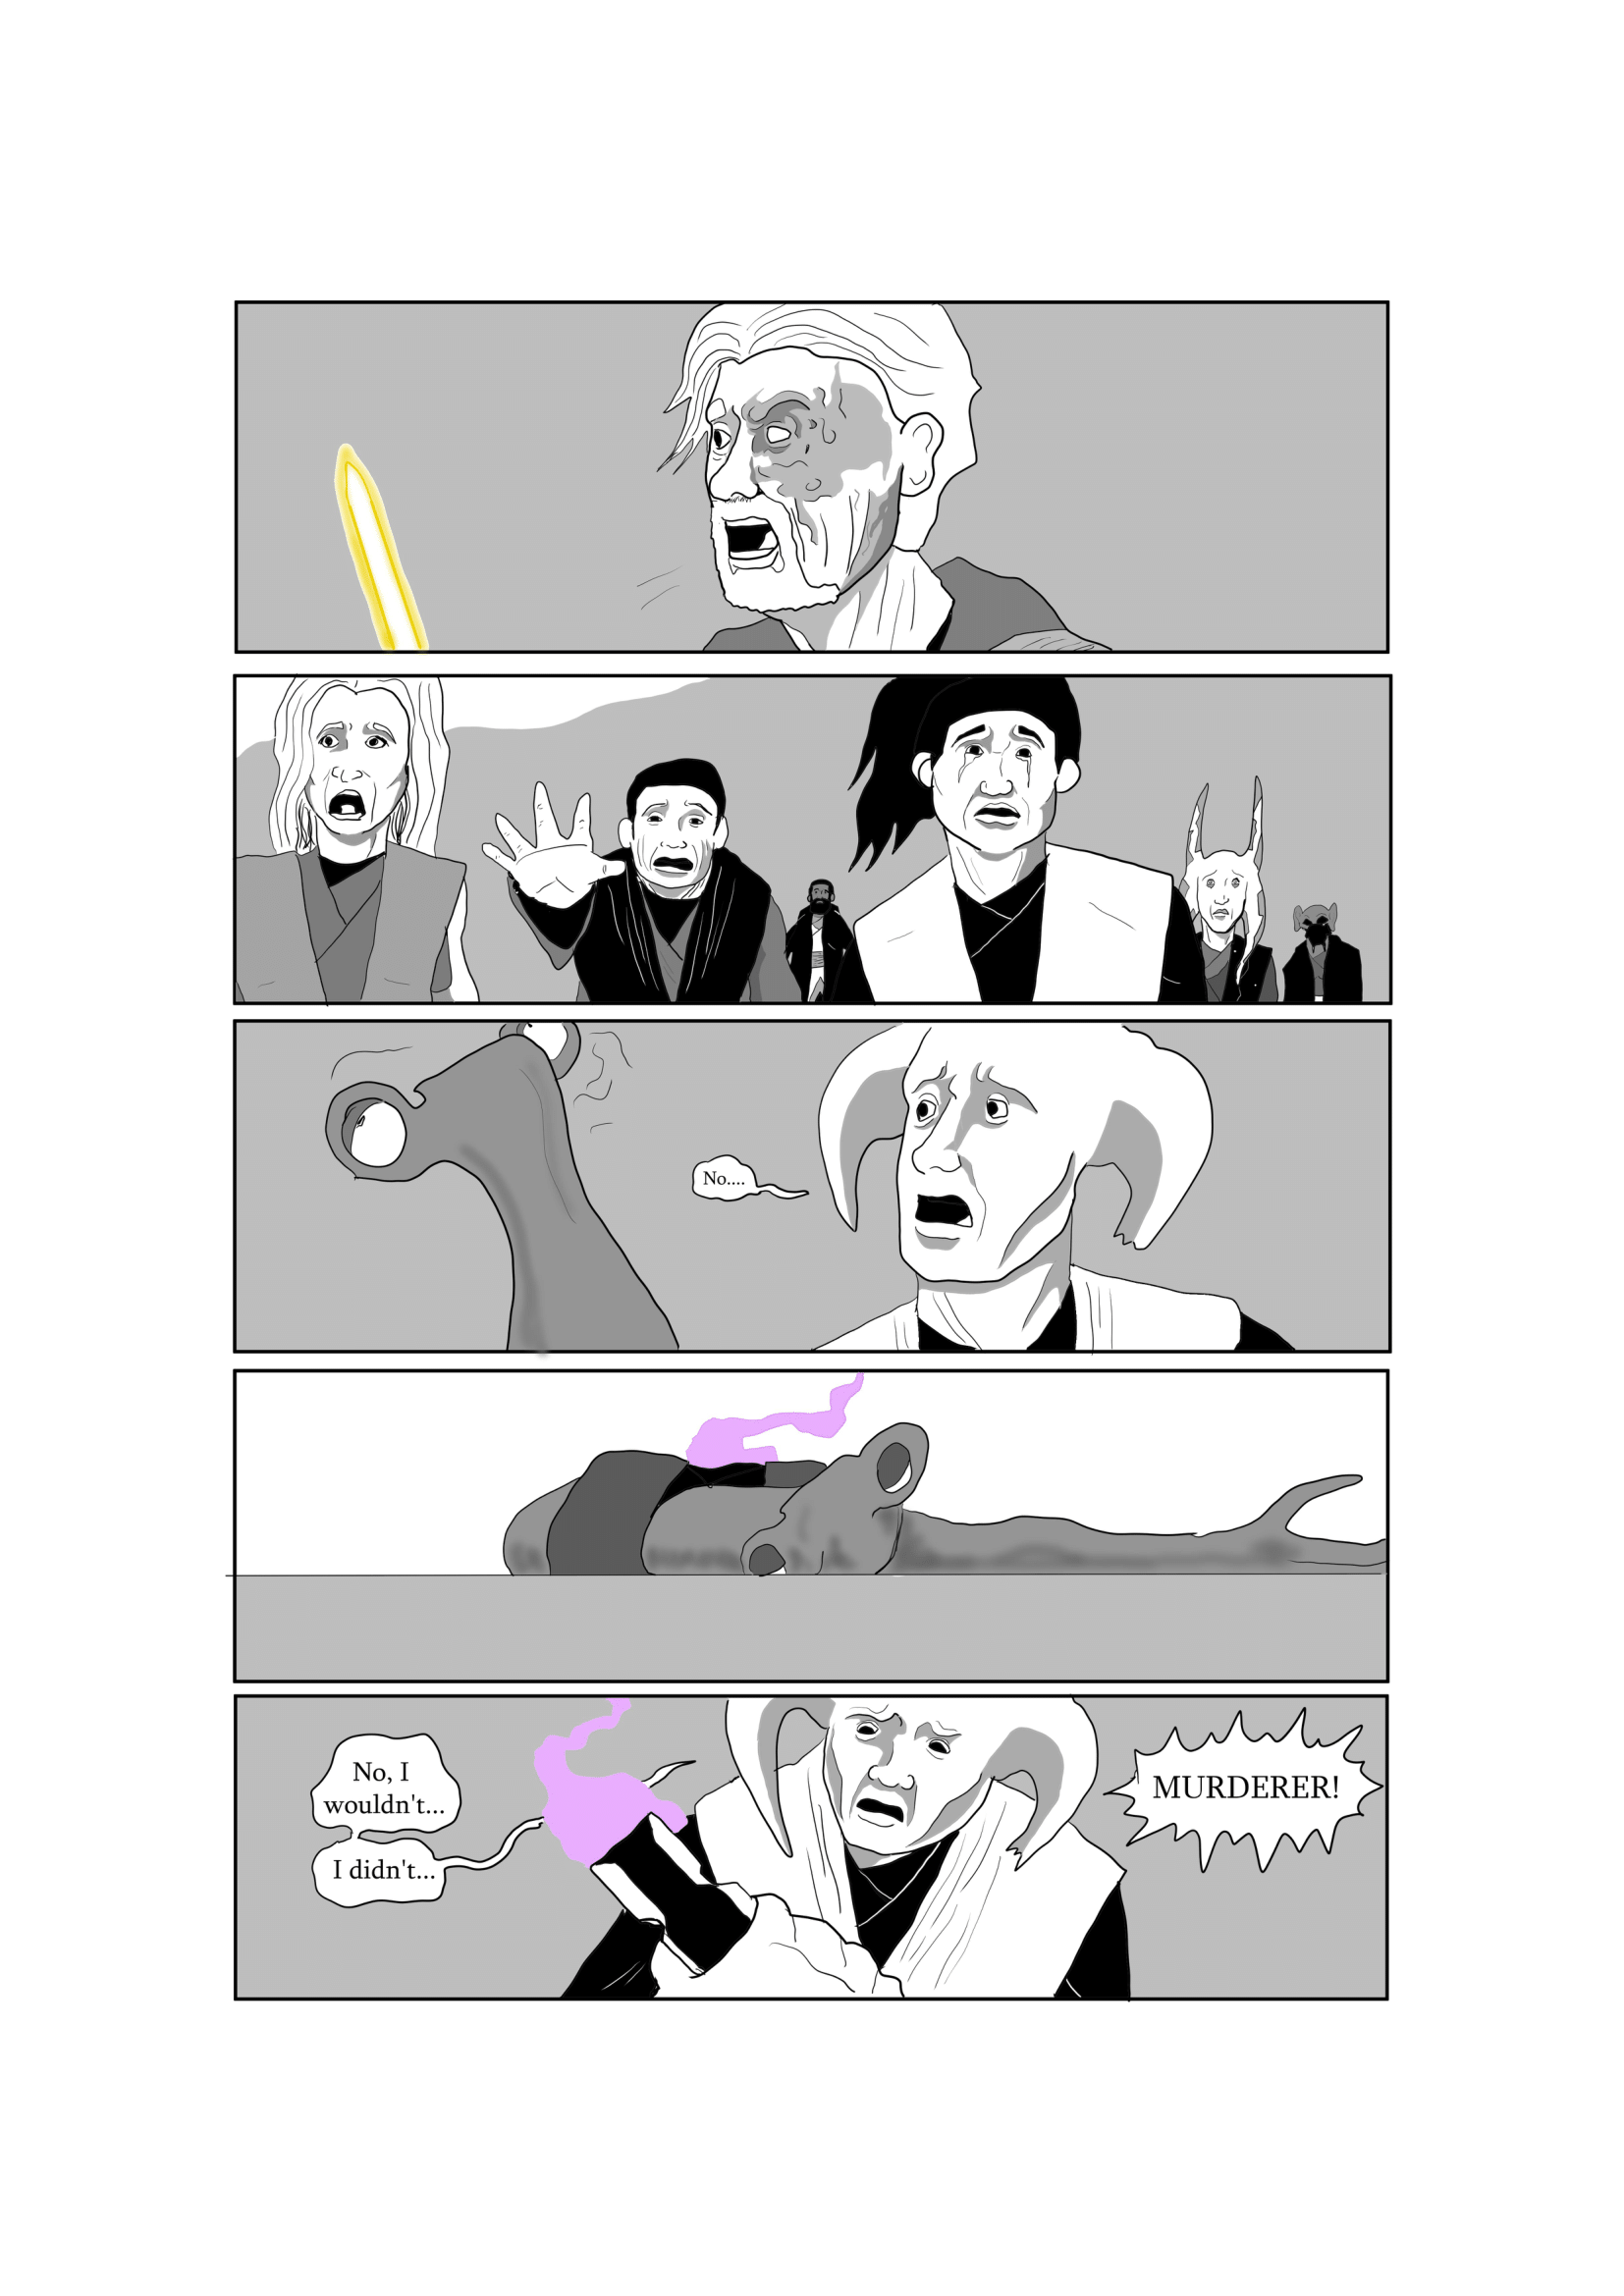 No....
No, I
wouldn't...
I didn't...
MURDERER!